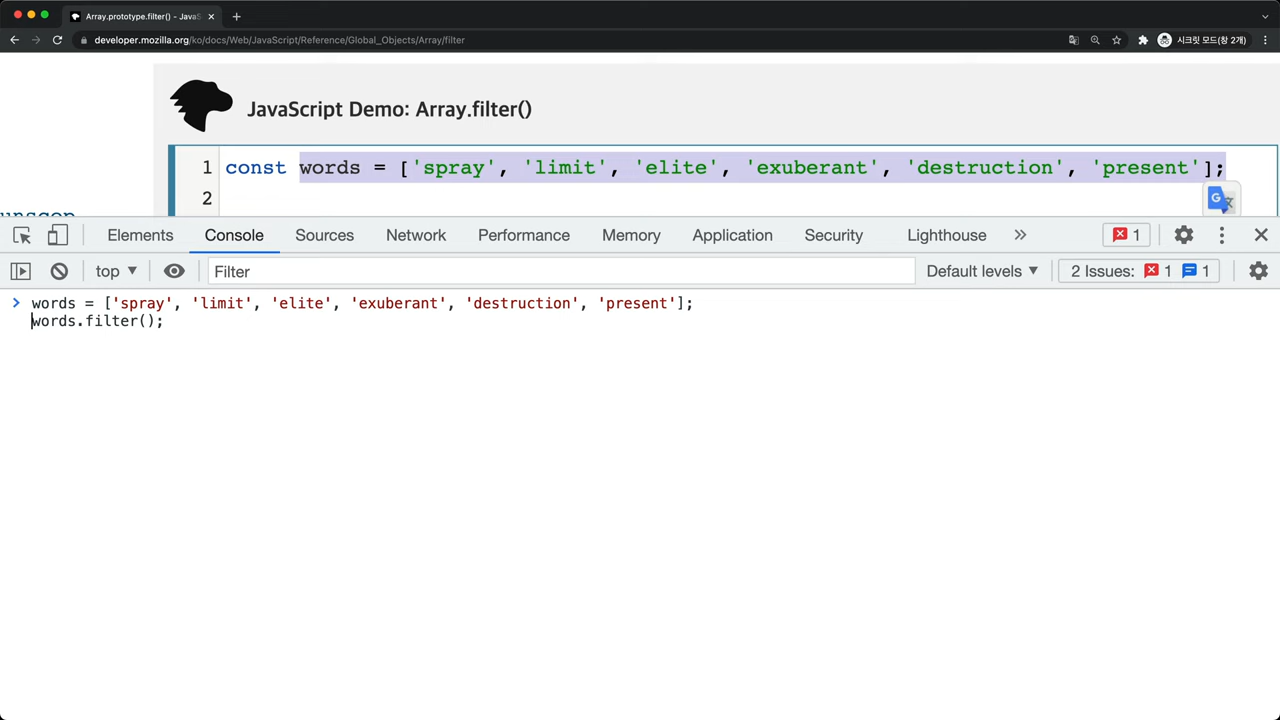 Array.prototype.filter() - JavaS
developer.mozilla.org/ko/docs/Web/JavaScript/Reference/Global_Objects/Array/filter
시크릿 모드(창 2개)
JavaScript Demo: Array.filter()
1 const words = ['spray', 'limit', 'elite', 'exuberant', 'destruction', 'present'];
2
Elements Console Sources Network Performance Memory Application Security Lighthouse » 1
top Filter Default levels 2 Issues: 1 1
> words = ['spray', 'limit', 'elite', 'exuberant', 'destruction', 'present'];
words.filter();